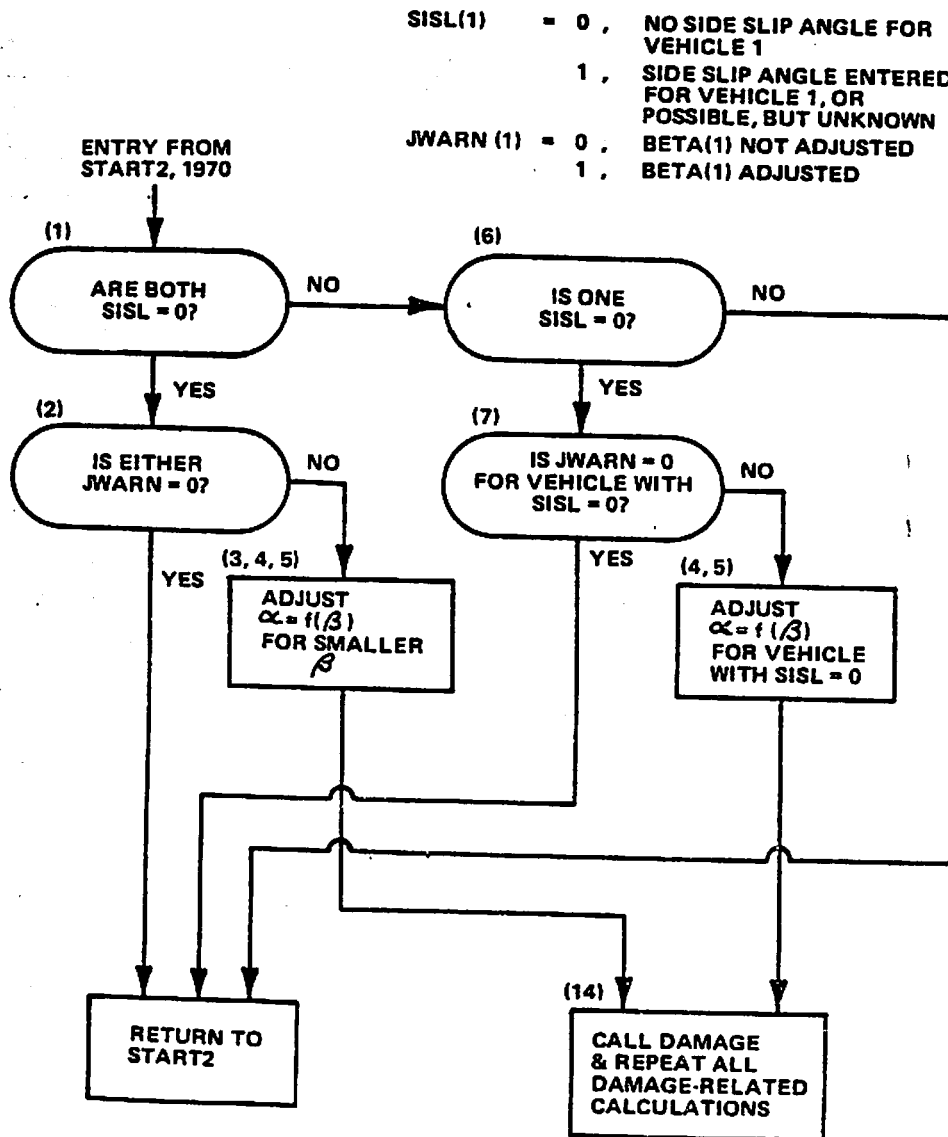 SISL(1) = 0 , NO SIDE SLIP ANGLE FOR
VEHICLE 1
1 , SIDE SLIP ANGLE ENTERED
FOR VEHICLE 1, OR
POSSIBLE, BUT UNKNOWN
JWARN (1) = 0 , BETA(1) NOT ADJUSTED
1 , BETA(1) ADJUSTED
ENTRY FROM
START2, 1970
(1)
ARE BOTH
SISL = 0?
NO
YES
(6)
IS ONE
SISL = 0?
NO
YES
(2)
IS EITHER
JWARN = 0?
NO
YES
(7)
IS JWARN = 0
FOR VEHICLE WITH
SISL = 0?
NO
YES
(3, 4, 5)
ADJUST
α = f(β)
FOR SMALLER
β
(4, 5)
ADJUST
α = f(β)
FOR VEHICLE
WITH SISL = 0
RETURN TO
START2
(14)
CALL DAMAGE
& REPEAT ALL
DAMAGE-RELATED
CALCULATIONS